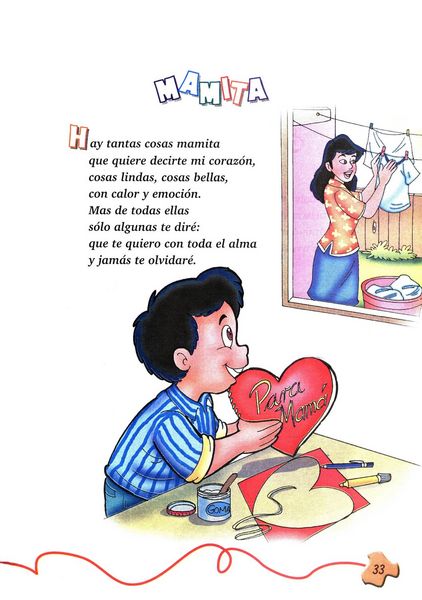 MAMITA
Hay tantas cosas mamita
que quiere decirte mi corazón,
cosas lindas, cosas bellas,
con calor y emoción.
Mas de todas ellas
sólo algunas te diré:
que te quiero con toda el alma
y jamás te olvidaré.
Para
Mamá
GOMA
33